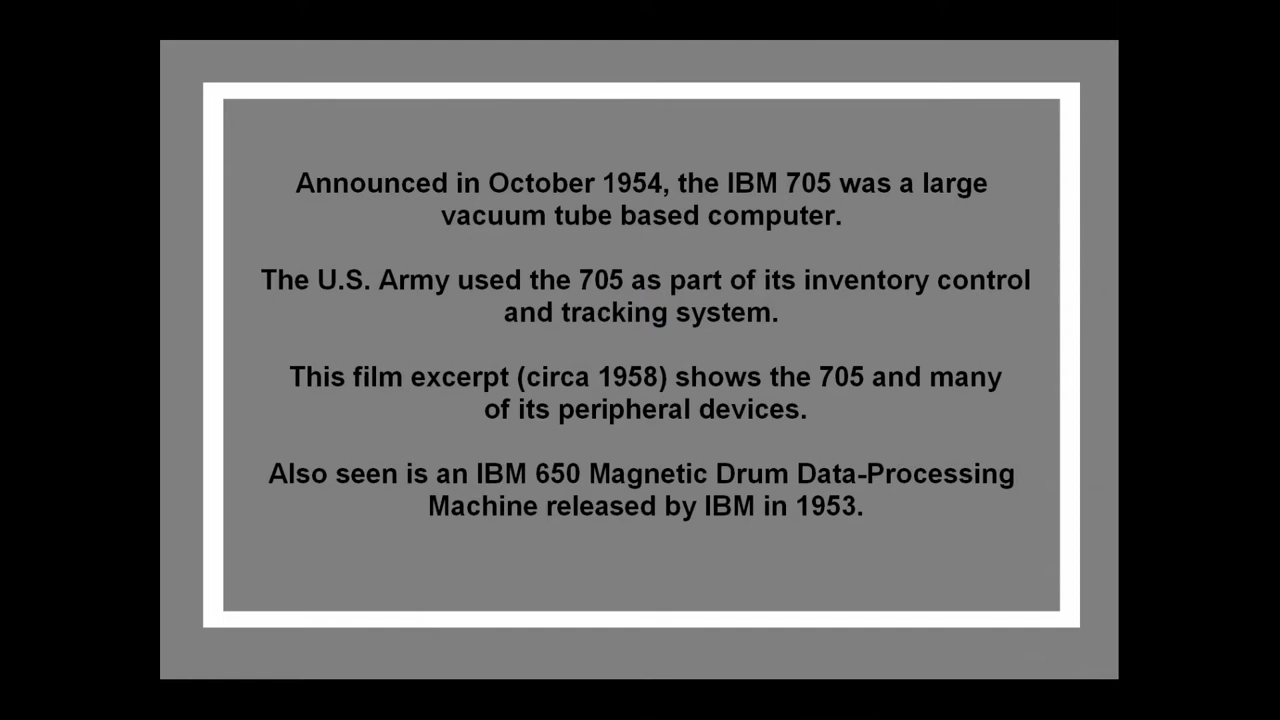 Announced in October 1954, the IBM 705 was a large
vacuum tube based computer.
The U.S. Army used the 705 as part of its inventory control
and tracking system.
This film excerpt (circa 1958) shows the 705 and many
of its peripheral devices.
Also seen is an IBM 650 Magnetic Drum Data-Processing
Machine released by IBM in 1953.